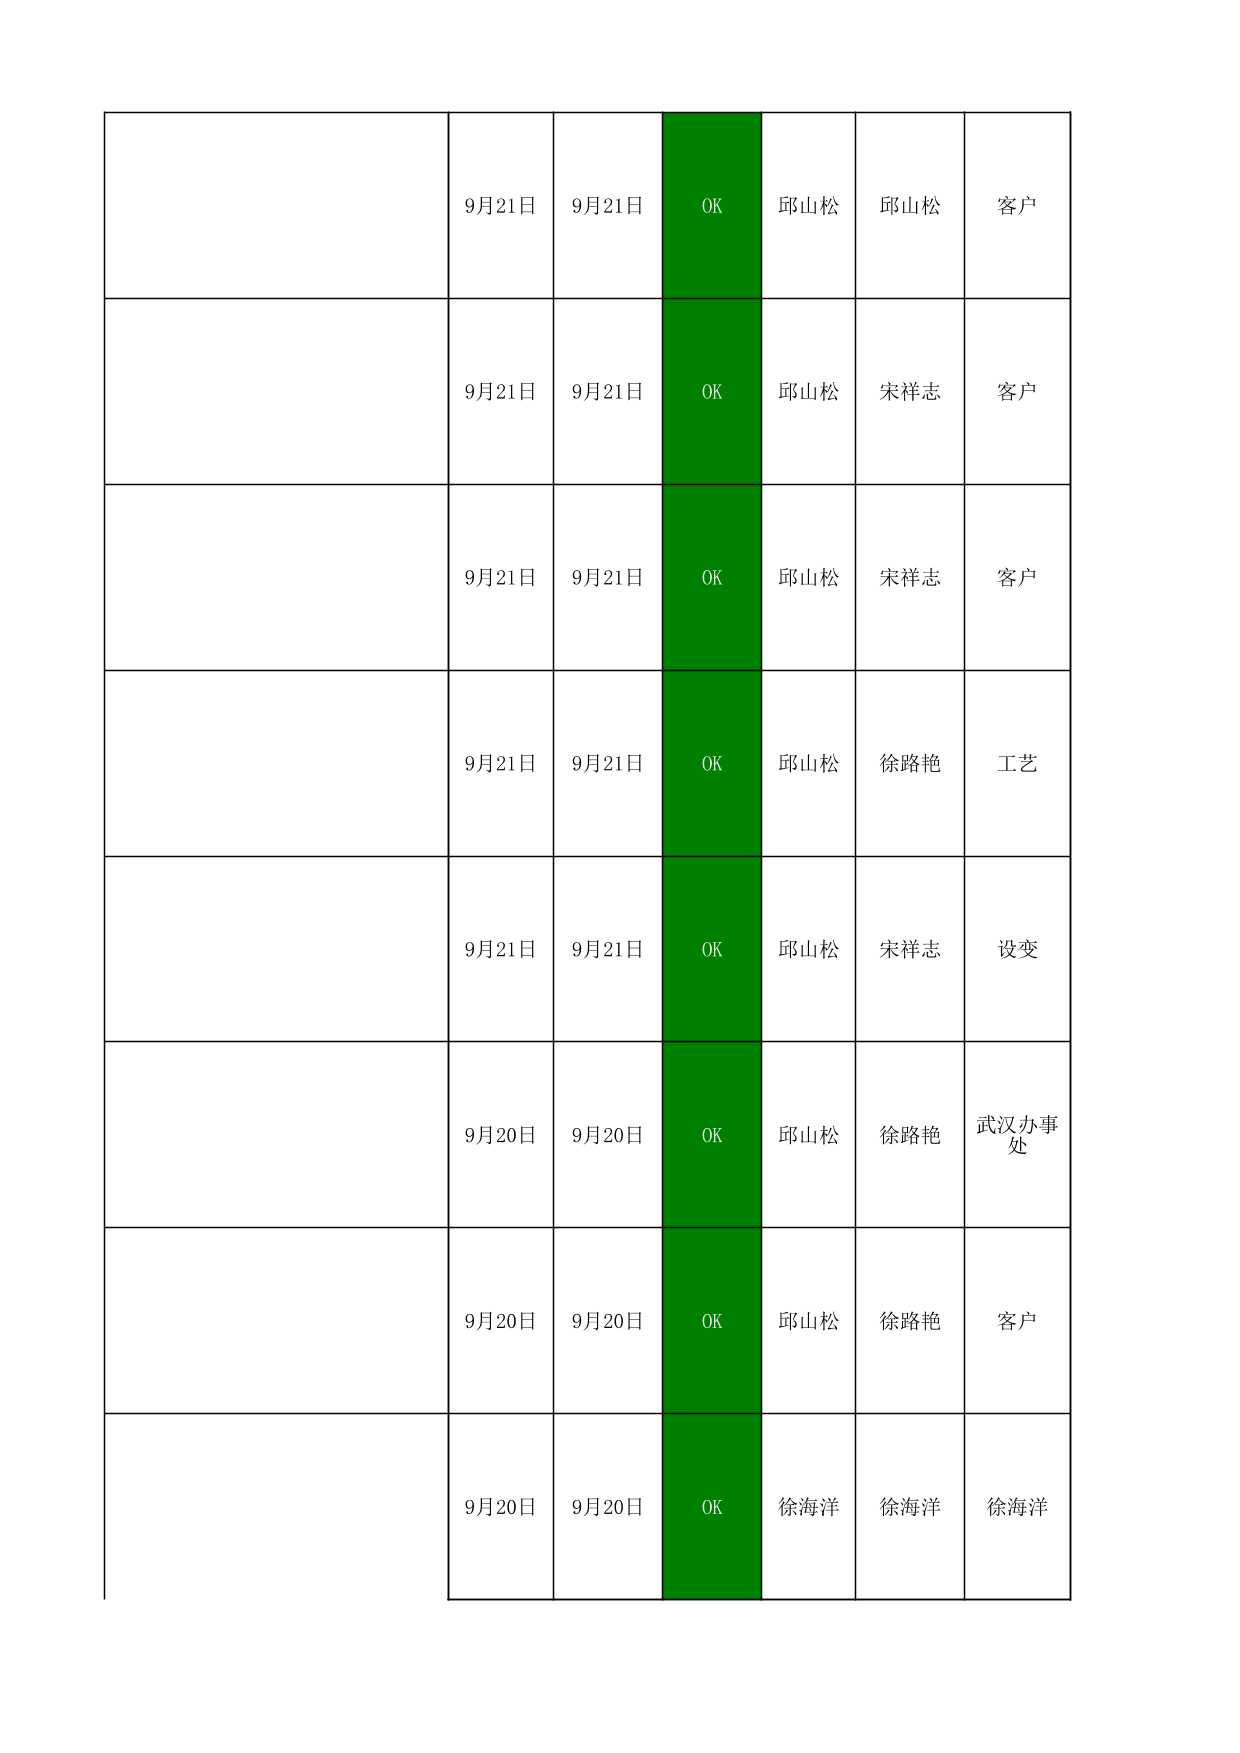 9月21日 9月21日 OK 邱山松 邱山松 客户
9月21日 9月21日 OK 邱山松 宋祥志 客户
9月21日 9月21日 OK 邱山松 宋祥志 客户
9月21日 9月21日 OK 邱山松 徐路艳 工艺
9月21日 9月21日 OK 邱山松 宋祥志 设变
9月20日 9月20日 OK 邱山松 徐路艳 武汉办事
处
9月20日 9月20日 OK 邱山松 徐路艳 客户
9月20日 9月20日 OK 徐海洋 徐海洋 徐海洋